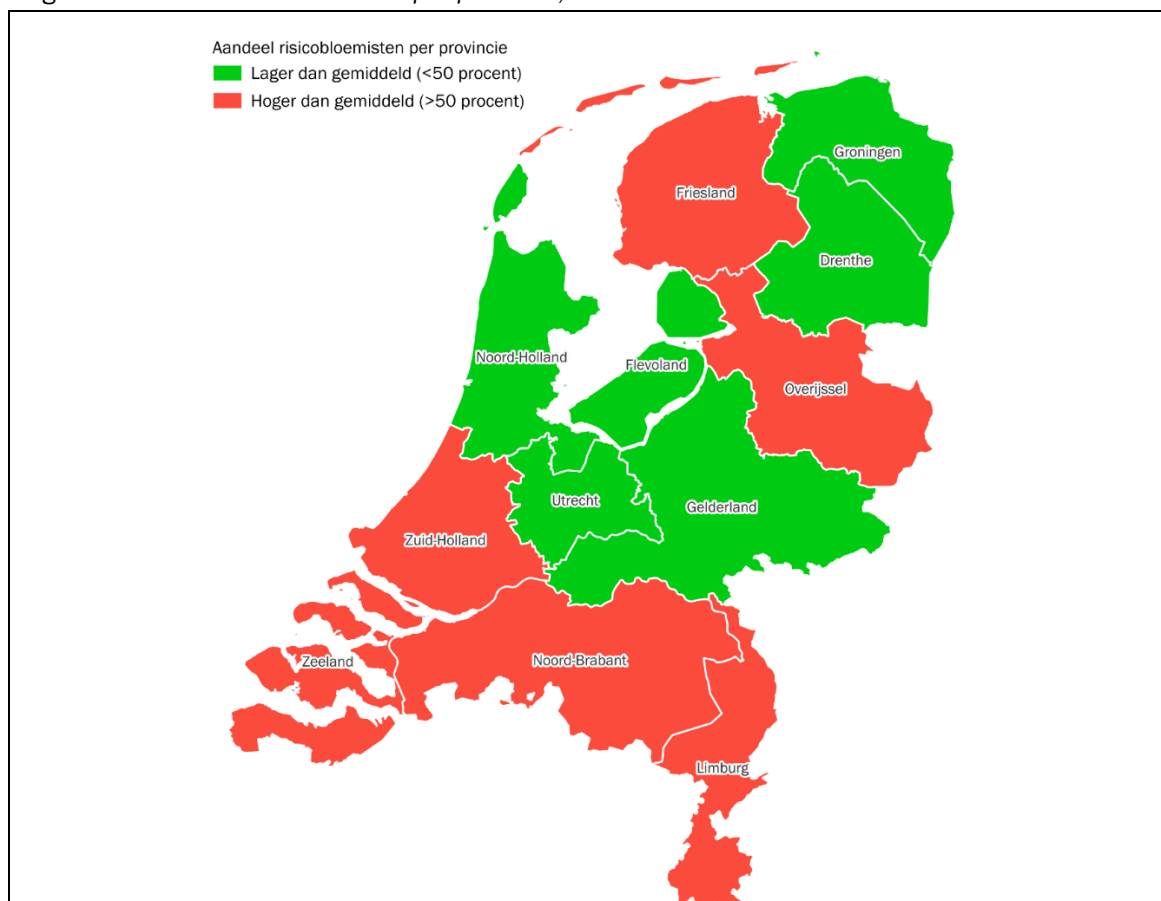 Aandeel risicobloemisten per provincie
Lager dan gemiddeld (<50 procent)
Hoger dan gemiddeld (>50 procent)
Groningen
Friesland
Drenthe
Noord-Holland
Flevoland
Overijssel
Utrecht
Gelderland
Zuid-Holland
Zeeland
Noord-Brabant
Limburg